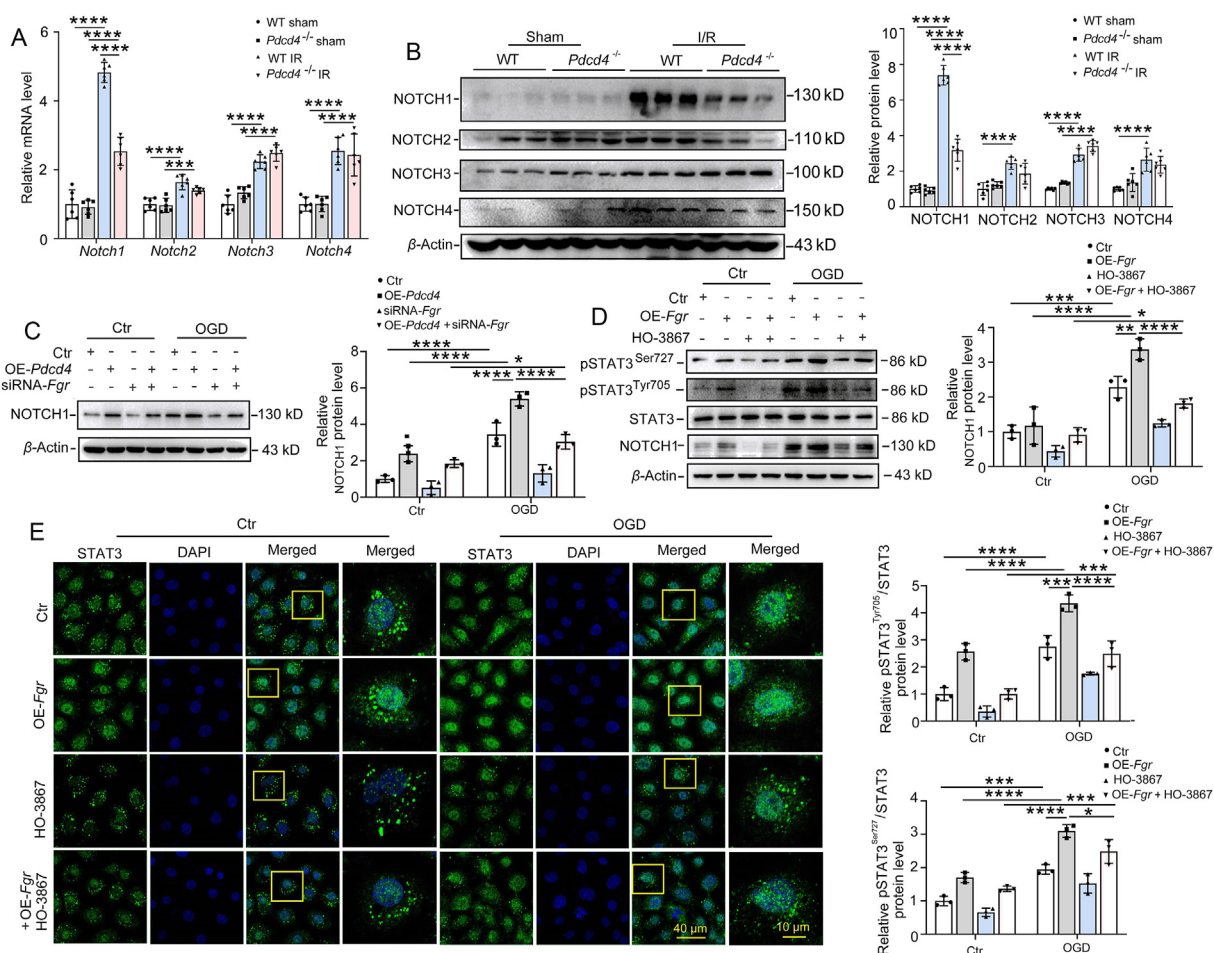 A
Relative mRNA level
6
4
2
0
****
****
****
**** ***
**** ****
**** ****
Notch1 Notch2 Notch3 Notch4
WT sham
Pdcd4-/- sham
WT IR
Pdcd4-/- IR
B
Sham I/R
WT Pdcd4-/- WT Pdcd4-/-
NOTCH1 130 kD
NOTCH2 110 kD
NOTCH3 100 kD
NOTCH4 150 kD
β-Actin 43 kD
Relative protein level
10
8
6
4
2
0
****
****
****
****
****
****
****
NOTCH1 NOTCH2 NOTCH3 NOTCH4
WT sham
Pdcd4-/- sham
WT IR
Pdcd4-/- IR
C
Ctr OGD
Ctr + − − − + − − −
OE-Pdcd4 − + − + − + − +
siRNA-Fgr − − + + − − + +
NOTCH1 130 kD
β-Actin 43 kD
Ctr
OE-Pdcd4
siRNA-Fgr
OE-Pdcd4 + siRNA-Fgr
Relative
NOTCH1 protein level
8
6
4
2
0
****
****
*
**** ****
Ctr OGD
D
Ctr OGD
Ctr + − − − + − − −
OE-Fgr − + − + − + − +
HO-3867 − − + + − − + +
pSTAT3Ser727 86 kD
pSTAT3Tyr705 86 kD
STAT3 86 kD
NOTCH1 130 kD
β-Actin 43 kD
Ctr
OE-Fgr
HO-3867
OE-Fgr + HO-3867
Relative
NOTCH1 protein level
4
3
2
1
0
***
****
*
** ****
Ctr OGD
E
Ctr OGD
STAT3 DAPI Merged Merged STAT3 DAPI Merged Merged
Ctr
OE-Fgr
HO-3867
+ OE-Fgr
HO-3867
40 µm 10 µm
Ctr
OE-Fgr
HO-3867
OE-Fgr + HO-3867
Relative pSTAT3Tyr705/STAT3
protein level
5
4
3
2
1
0
****
****
***
*** ****
Ctr OGD
Ctr
OE-Fgr
HO-3867
OE-Fgr + HO-3867
Relative pSTAT3Ser727/STAT3
protein level
4
3
2
1
0
***
****
***
**** *
Ctr OGD